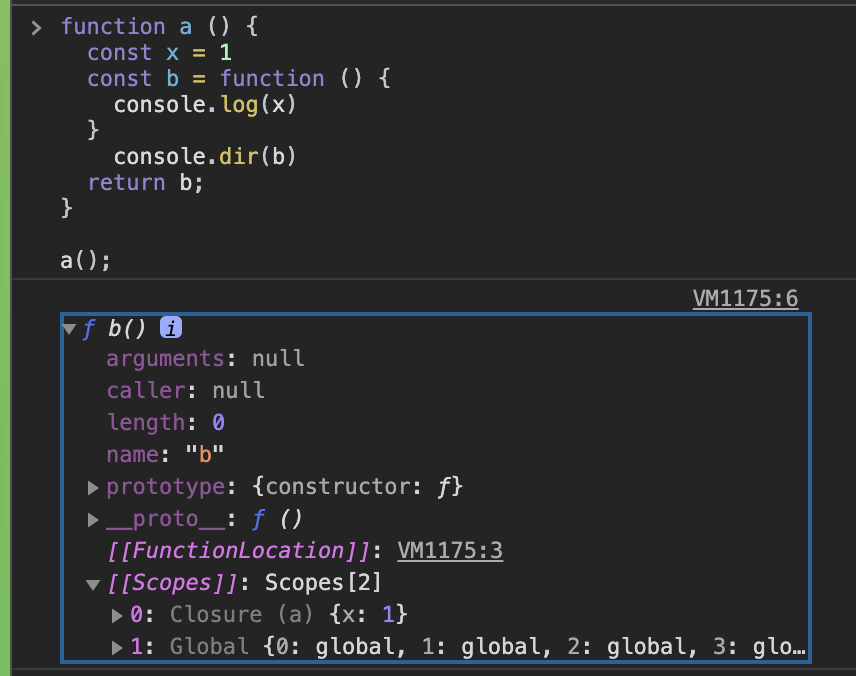 > function a () {
const x = 1
const b = function () {
console.log(x)
}
console.dir(b)
return b;
}
a();
VM1175:6
▼ ƒ b() i
arguments: null
caller: null
length: 0
name: "b"
▶ prototype: {constructor: ƒ}
▶ __proto__: ƒ ()
[[FunctionLocation]]: VM1175:3
▼ [[Scopes]]: Scopes[2]
▶ 0: Closure (a) {x: 1}
▶ 1: Global {0: global, 1: global, 2: global, 3: glo…